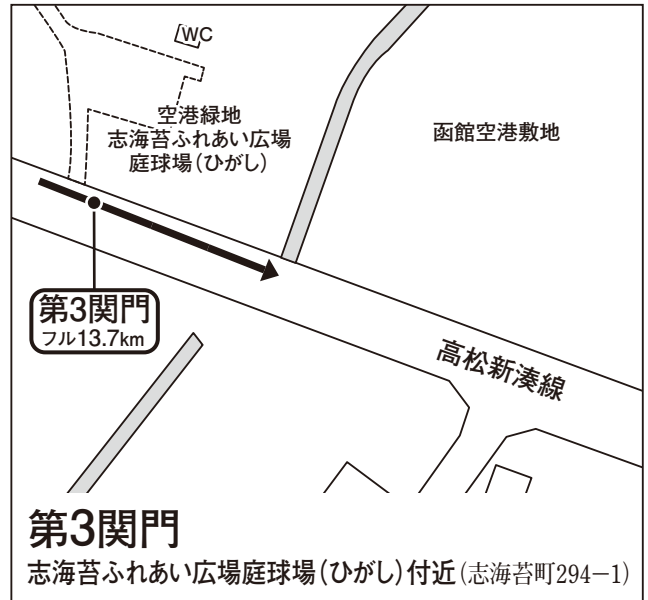 WC
空港緑地
志海苔ふれあい広場
庭球場(ひがし)
函館空港敷地
第3関門
フル13.7km
高松新湊線
第3関門
志海苔ふれあい広場庭球場(ひがし)付近(志海苔町294−1)